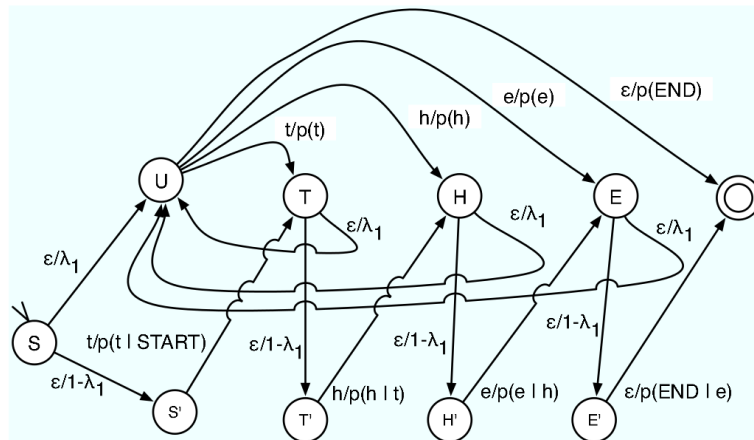 ε/p(END)
e/p(e)
h/p(h)
t/p(t)
U
T
H
E
ε/λ1
ε/λ1
ε/λ1
ε/λ1
S
t/p(t | START)
ε/1-λ1
ε/1-λ1
ε/1-λ1
ε/1-λ1
h/p(h | t)
e/p(e | h)
ε/p(END | e)
S'
T'
H'
E'